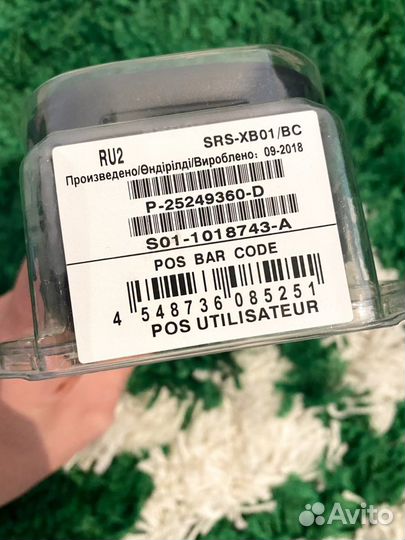 RU2 SRS-XB01/BC
Произведено/Өндірілді/Вироблено: 09-2018
P-25249360-D
S01-1018743-A
POS BAR CODE
4 548736 085251
POS UTILISATEUR
Avito